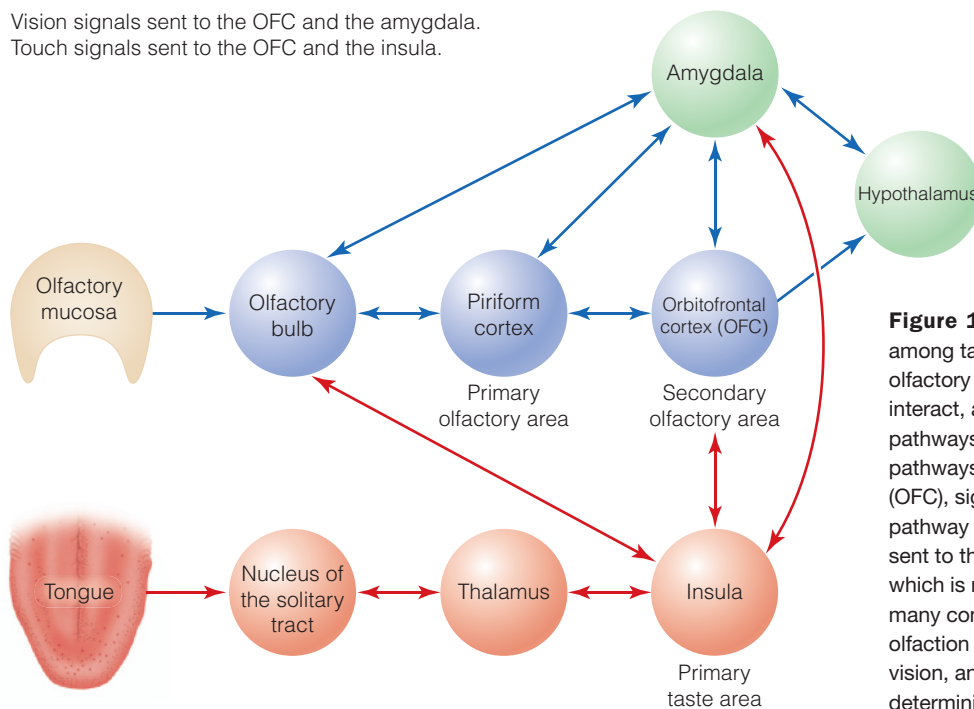 Vision signals sent to the OFC and the amygdala.
Touch signals sent to the OFC and the insula.
Amygdala
Hypothalamus
Olfactory
mucosa
Olfactory
bulb
Piriform
cortex
Orbitofrontal
cortex (OFC)
Primary
olfactory area
Secondary
olfactory area
Tongue
Nucleus of
the solitary
tract
Thalamus
Insula
Primary
taste area
Figure 1
among ta
olfactory
interact, a
pathways
pathways
(OFC), sig
pathway
sent to th
which is r
many con
olfaction
vision, an
determini